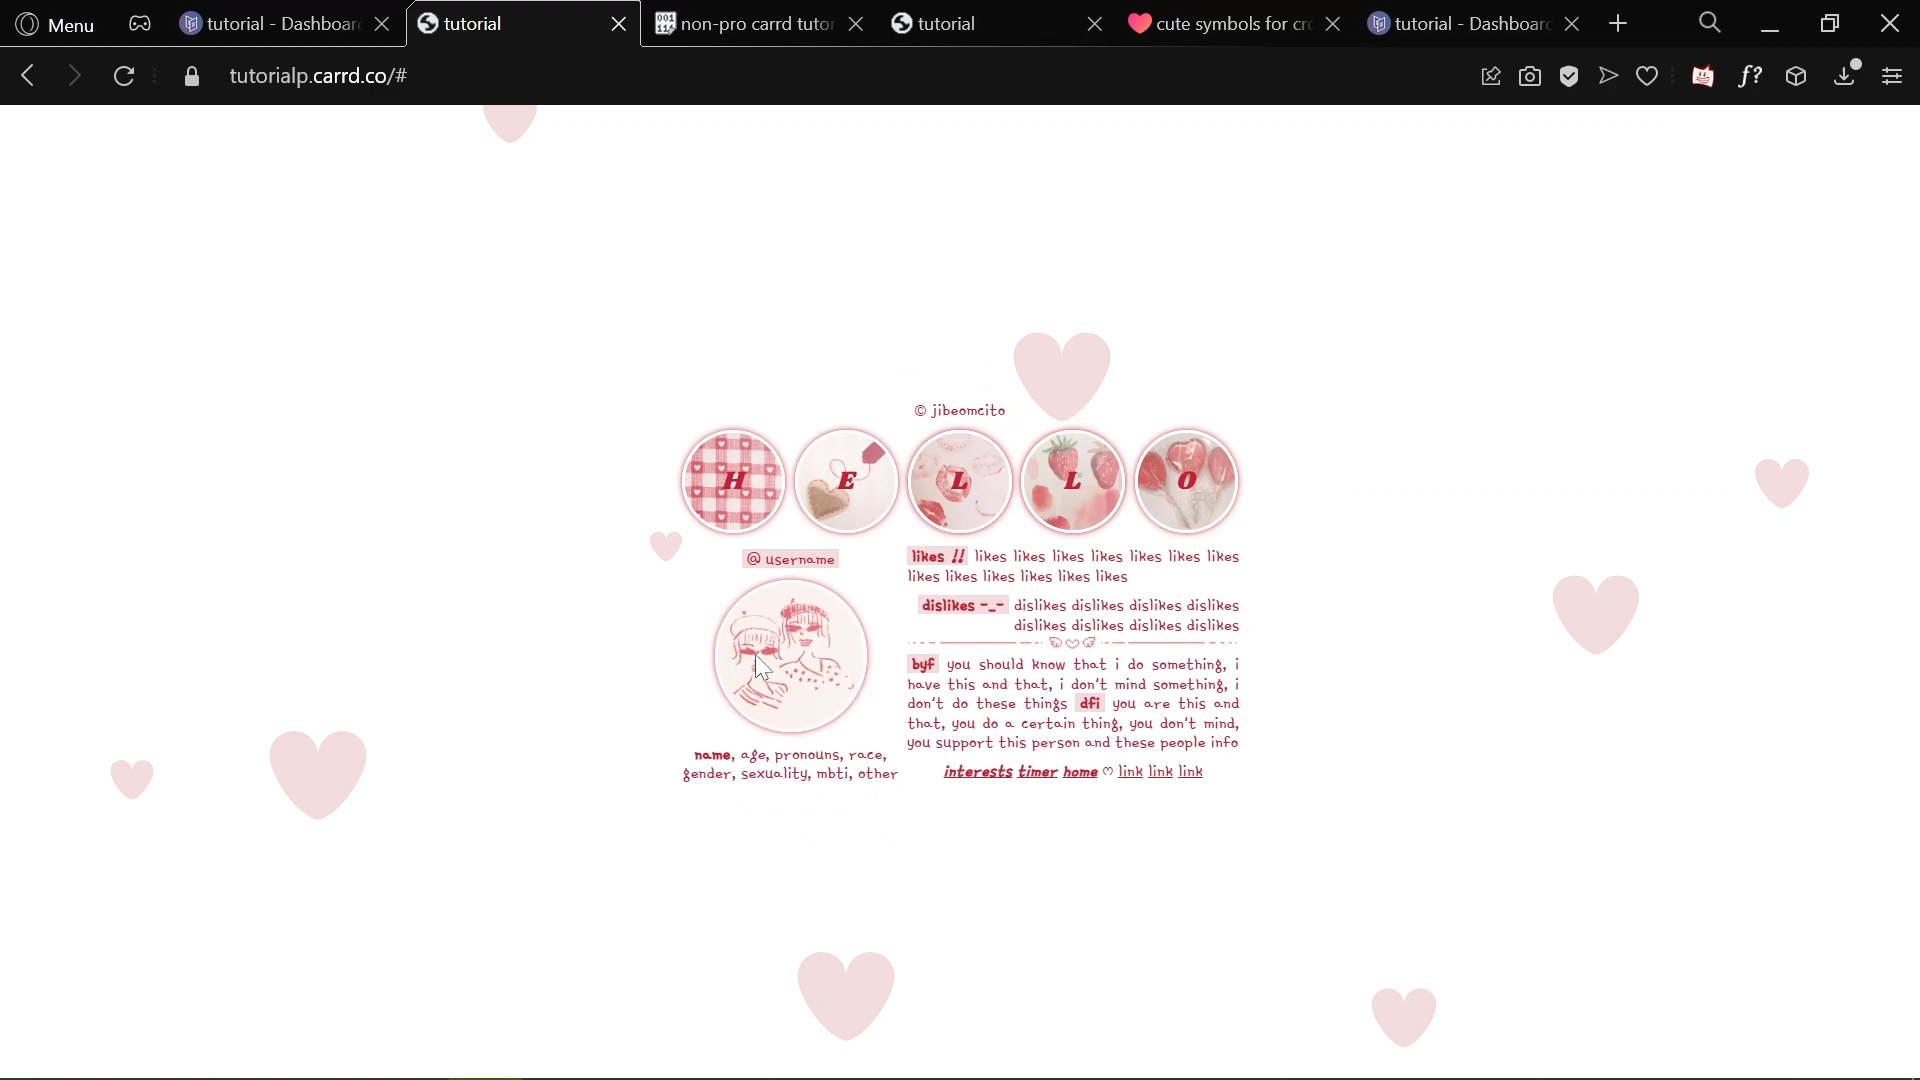 Menu
tutorial - Dashboar
tutorial
non-pro carrd tutor
tutorial
cute symbols for cr
tutorial - Dashboar
tutorialp.carrd.co/#
f?
© jibeomcito
H E L L O
@ username
name, age, pronouns, race,
gender, sexuality, mbti, other
likes !! likes likes likes likes likes likes likes
likes likes likes likes likes likes
dislikes -_- dislikes dislikes dislikes dislikes
dislikes dislikes dislikes dislikes
byf you should know that i do something, i
have this and that, i don't mind something, i
don't do these things dfi you are this and
that, you do a certain thing, you don't mind,
you support this person and these people info
interests timer home ♡ link link link